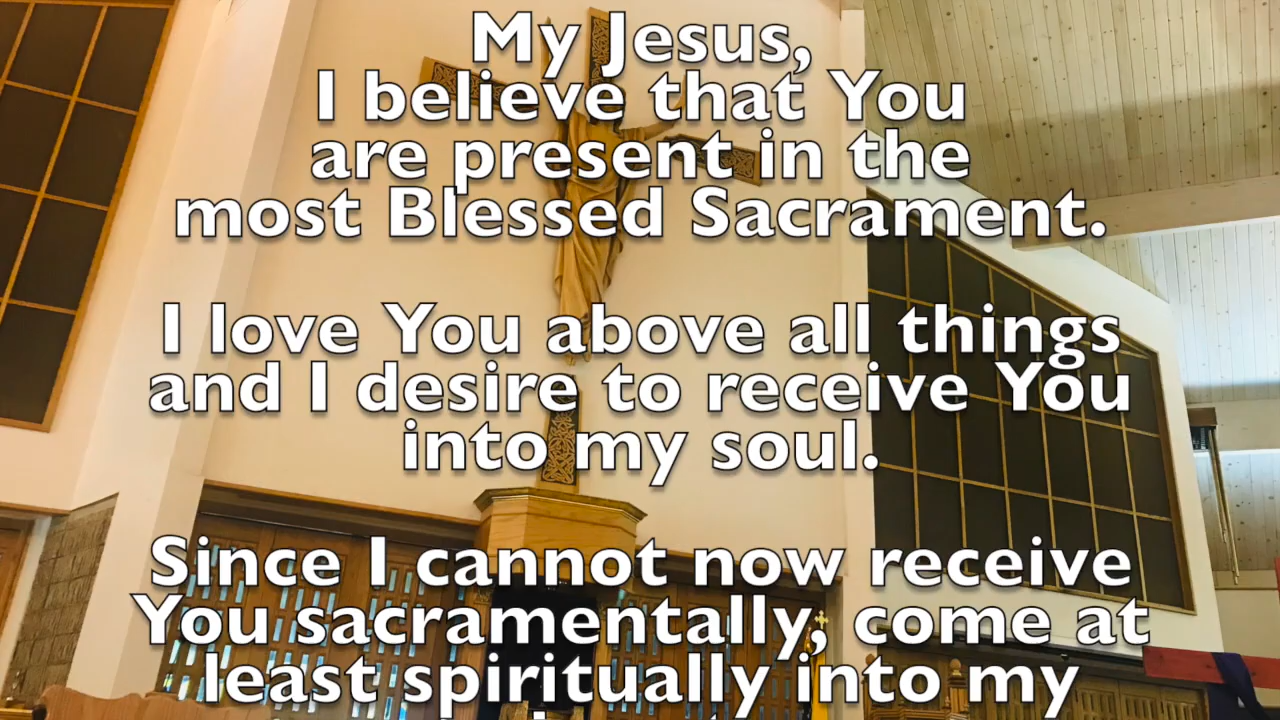 My Jesus,
I believe that You
are present in the
most Blessed Sacrament.
I love You above all things
and I desire to receive You
into my soul.
Since I cannot now receive
You sacramentally, come at
least spiritually into my